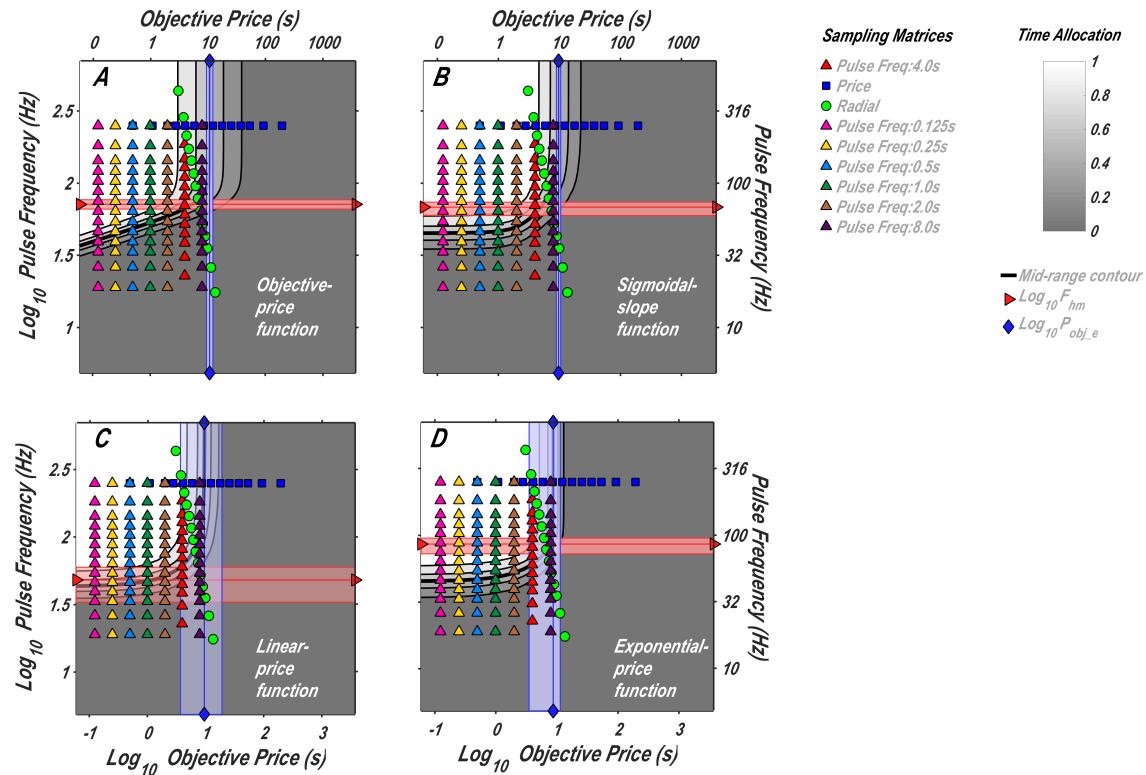 Objective Price (s)
0 1 10 100 1000
A
2.5
2
1.5
1
Log10 Pulse Frequency (Hz)
Objective-
price
function
Objective Price (s)
0 1 10 100 1000
B
316
100
32
10
Pulse Frequency (Hz)
Sigmoidal-
slope
function
Sampling Matrices
Pulse Freq:4.0s
Price
Radial
Pulse Freq:0.125s
Pulse Freq:0.25s
Pulse Freq:0.5s
Pulse Freq:1.0s
Pulse Freq:2.0s
Pulse Freq:8.0s
Time Allocation
1
0.8
0.6
0.4
0.2
0
Mid-range contour
Log10 Fhm
Log10 Pobj_e
C
2.5
2
1.5
1
Log10 Pulse Frequency (Hz)
Linear-
price
function
-1 0 1 2 3
Log10 Objective Price (s)
D
316
100
32
10
Pulse Frequency (Hz)
Exponential-
price
function
-1 0 1 2 3
Log10 Objective Price (s)